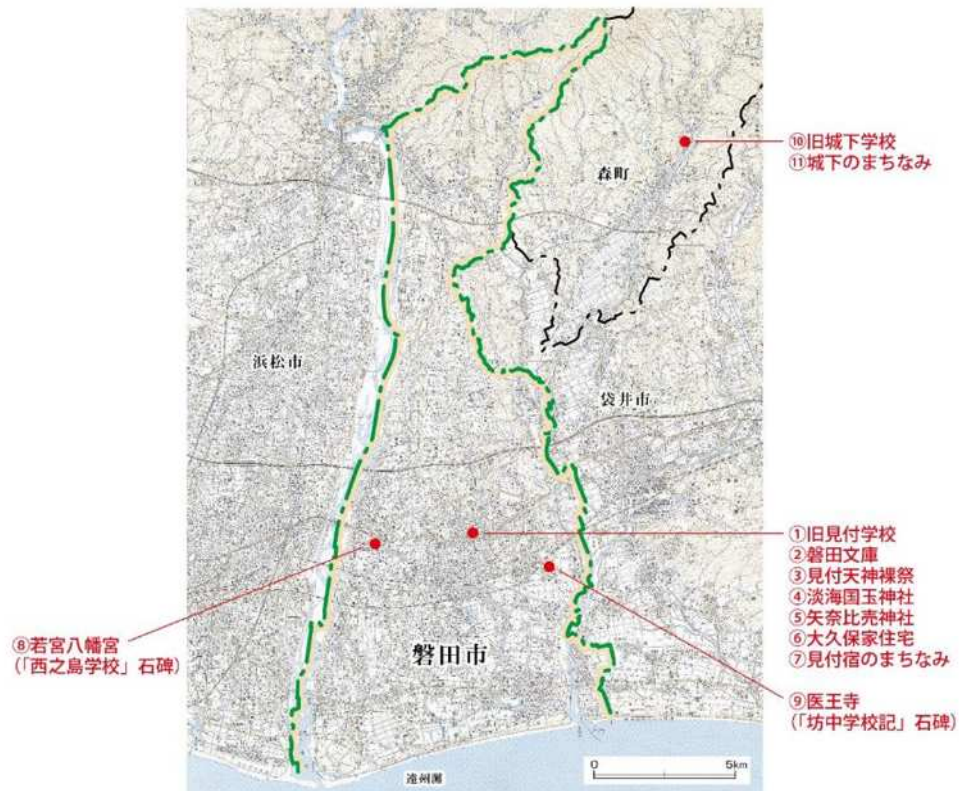 ⑩旧城下学校
⑪城下のまちなみ
森町
浜松市
袋井市
①旧見付学校
②磐田文庫
③見付天神裸祭
④淡海国玉神社
⑤矢奈比売神社
⑥大久保家住宅
⑦見付宿のまちなみ
⑧若宮八幡宮
(「西之島学校」石碑)
磐田市
⑨医王寺
(「坊中学校記」石碑)
遠州灘
0 5km